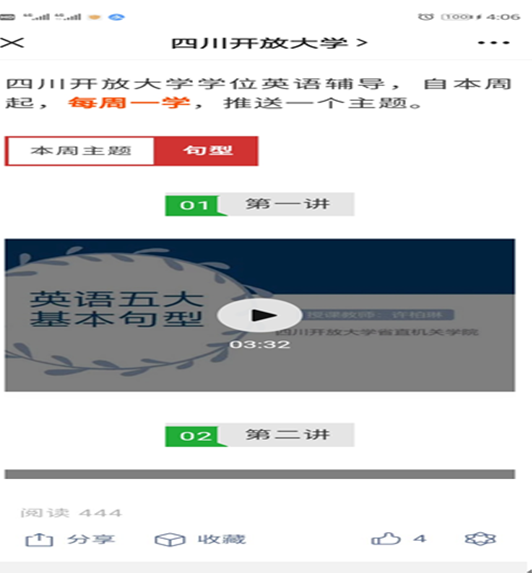 100 4:06
四川开放大学 >
四川开放大学学位英语辅导，自本周
起，每周一学，推送一个主题。
本周主题 句型
01 第一讲
英语五大
基本句型
授课教师：许柏琳
四川开放大学省直机关学院
03:32
02 第二讲
阅读 444
分享 收藏 4